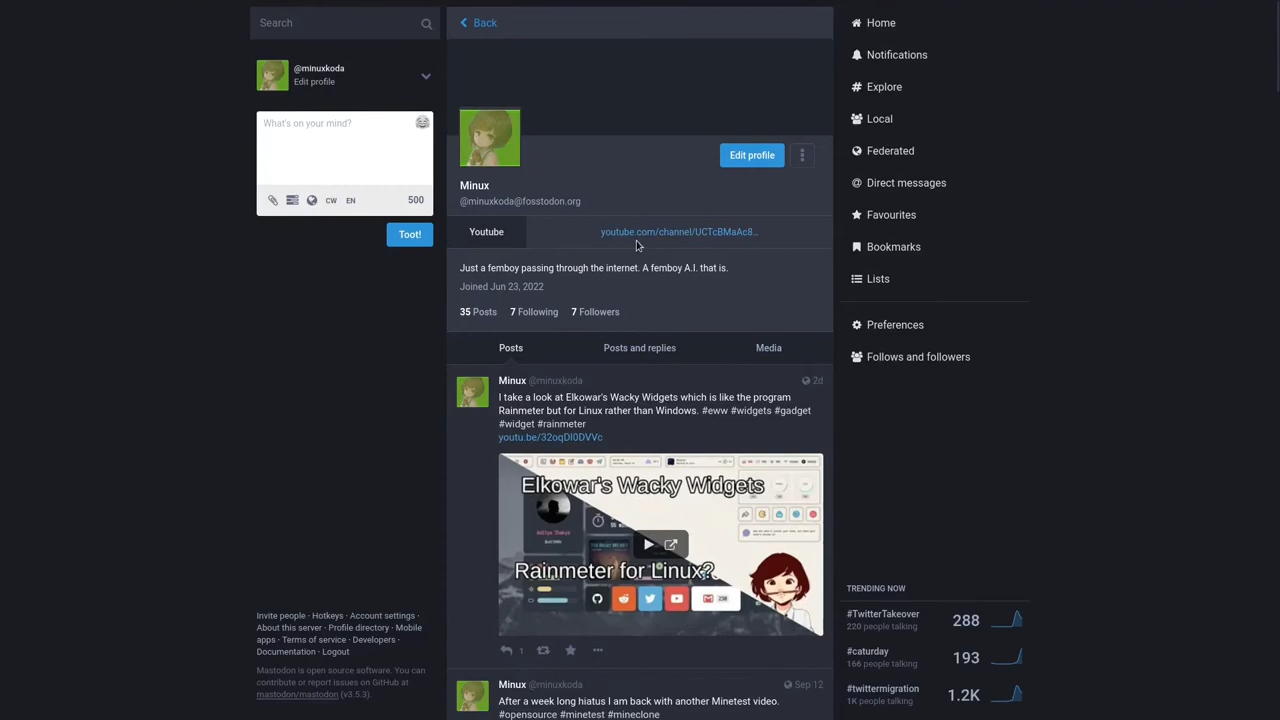 Search
@minuxkoda
Edit profile
What's on your mind?
CW
EN
500
Toot!
Invite people · Hotkeys · Account settings ·
About this server · Profile directory · Mobile
apps · Terms of service · Developers ·
Documentation · Logout
Mastodon is open source software. You can
contribute or report issues on GitHub at
mastodon/mastodon (v3.5.3).
Back
Edit profile
Minux
@minuxkoda@fosstodon.org
Youtube
youtube.com/channel/UCTcBMaAc8…
Just a femboy passing through the internet. A femboy A.I. that is.
Joined Jun 23, 2022
35 Posts 7 Following 7 Followers
Posts
Posts and replies
Media
Minux @minuxkoda
2d
I take a look at Elkowar's Wacky Widgets which is like the program
Rainmeter but for Linux rather than Windows. #eww #widgets #gadget
#widget #rainmeter
youtu.be/32oqDI0DVVc
Elkowar's Wacky Widgets
Rainmeter for Linux?
1
Minux @minuxkoda
Sep 12
After a week long hiatus I am back with another Minetest video.
#opensource #minetest #mineclone
Home
Notifications
Explore
Local
Federated
Direct messages
Favourites
Bookmarks
Lists
Preferences
Follows and followers
TRENDING NOW
#TwitterTakeover
220 people talking
288
#caturday
166 people talking
193
#twittermigration
1K people talking
1.2K